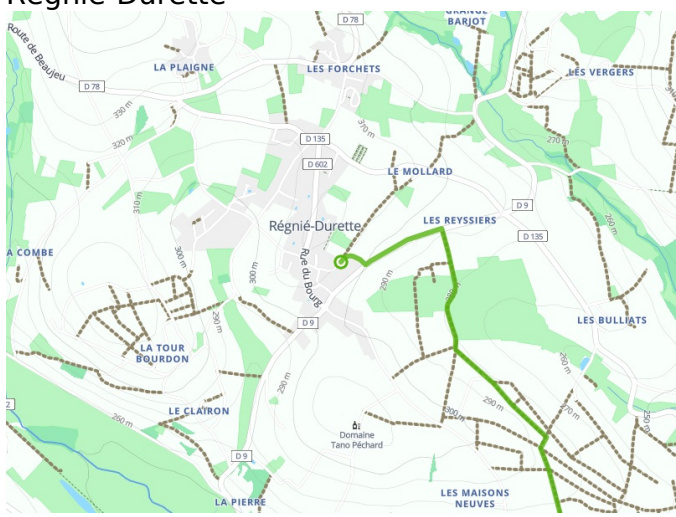 Régnié-Durette
GRANGE
BARJOT
D 78
Route de Beaujeu
LA PLAIGNE
LES FORCHETS
LES VERGERS
D 78
330 m
310 m
320 m
D 135
270 m
D 602
LE MOLLARD
310 m
D 9
LES REYSSIERS
260 m
Régnié-Durette
D 135
A COMBE
300 m
300 m
Rue du Bourg
290 m
290 m
D 9
LES BULLIATS
LA TOUR
BOURDON
260 m
290 m
290 m
270 m
LE CLAIRON
300 m
260 m
250 m
Domaine
Tano Péchard
D 9
LES MAISONS
NEUVES
LA PIERRE